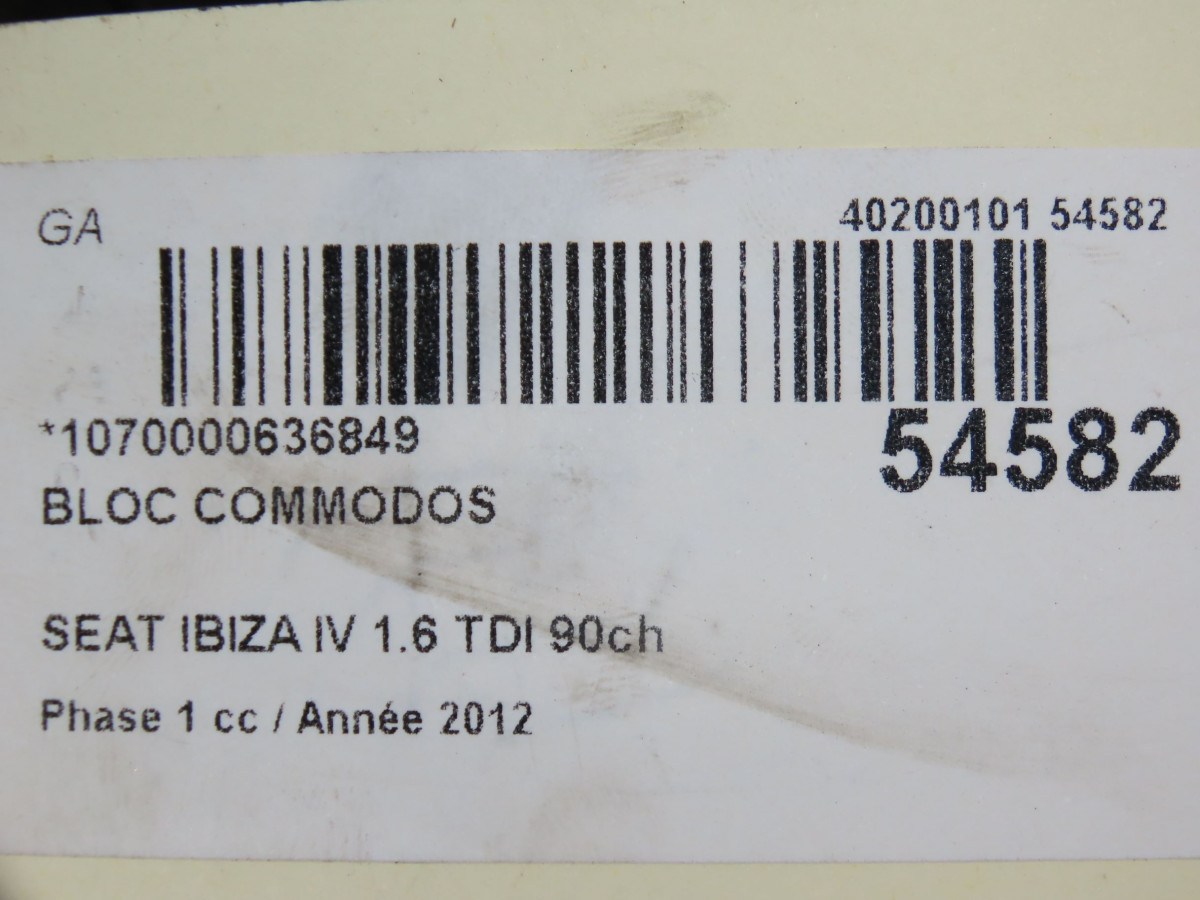 GA
40200101 54582
*1070000636849
54582
BLOC COMMODOS
SEAT IBIZA IV 1.6 TDI 90ch
Phase 1 cc / Année 2012